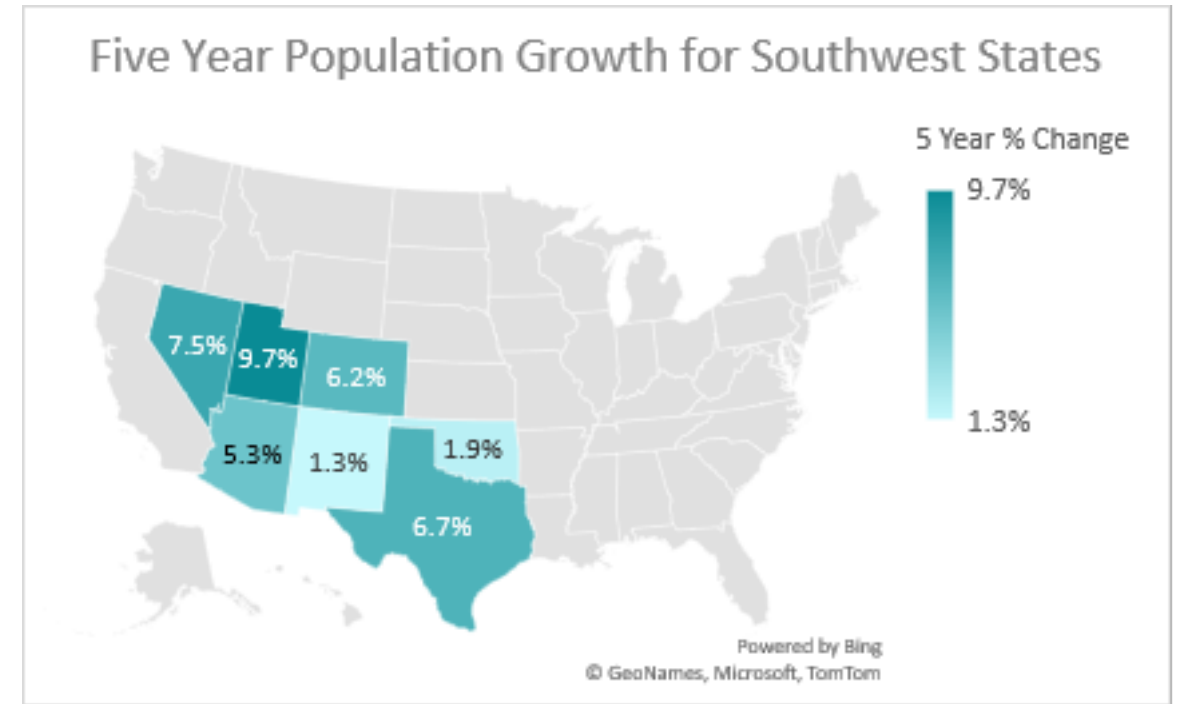 Five Year Population Growth for Southwest States
5 Year % Change
9.7%
1.3%
7.5%
9.7%
6.2%
5.3%
1.3%
1.9%
6.7%
Powered by Bing
© GeoNames, Microsoft, TomTom